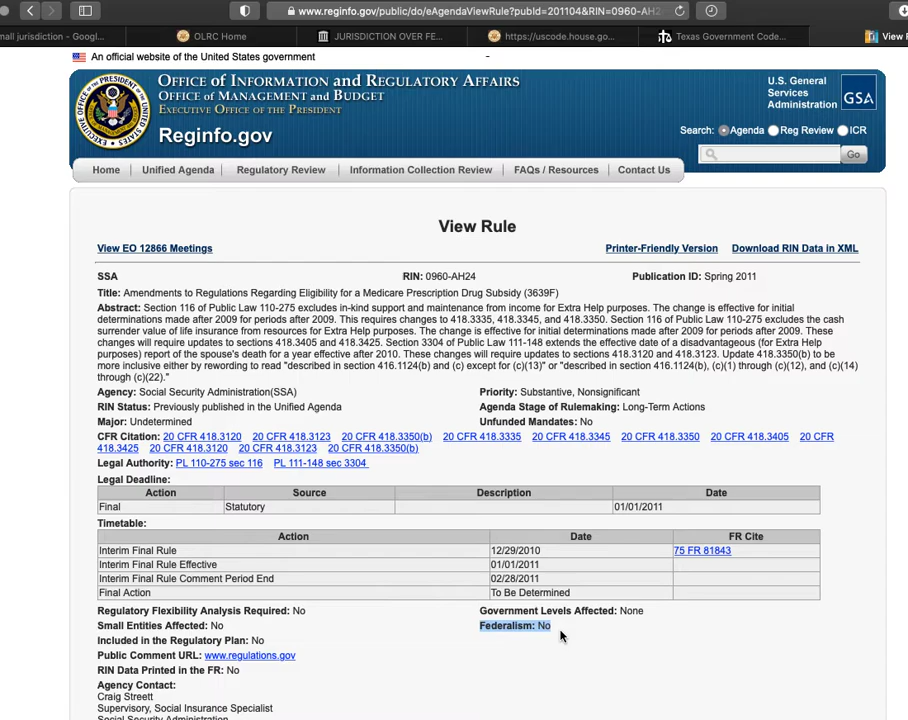 www.reginfo.gov/public/do/eAgendaViewRule?pubId=201104&RIN=0960-AH2
mall jurisdiction - Googl...
OLRC Home
JURISDICTION OVER FE...
https://uscode.house.go...
Texas Government Code...
View R
An official website of the United States government
OFFICE OF INFORMATION AND REGULATORY AFFAIRS
OFFICE OF MANAGEMENT AND BUDGET
EXECUTIVE OFFICE OF THE PRESIDENT
Reginfo.gov
U.S. General
Services
Administration
GSA
Search: Agenda Reg Review ICR
Go
Home Unified Agenda Regulatory Review Information Collection Review FAQs / Resources Contact Us
View Rule
View EO 12866 Meetings Printer-Friendly Version Download RIN Data in XML
SSA RIN: 0960-AH24 Publication ID: Spring 2011
Title: Amendments to Regulations Regarding Eligibility for a Medicare Prescription Drug Subsidy (3639F)
Abstract: Section 116 of Public Law 110-275 excludes in-kind support and maintenance from income for Extra Help purposes. The change is effective for initial
determinations made after 2009 for periods after 2009. This requires changes to 418.3335, 418.3345, and 418.3350. Section 116 of Public Law 110-275 excludes the cash
surrender value of life insurance from resources for Extra Help purposes. The change is effective for initial determinations made after 2009 for periods after 2009. These
changes will require updates to sections 418.3405 and 418.3425. Section 3304 of Public Law 111-148 extends the effective date of a disadvantageous (for Extra Help
purposes) report of the spouse's death for a year effective after 2010. These changes will require updates to sections 418.3120 and 418.3123. Update 418.3350(b) to be
more inclusive either by rewording to read "described in section 416.1124(b) and (c) except for (c)(13)" or "described in section 416.1124(b), (c)(1) through (c)(12), and (c)(14)
through (c)(22)."
Agency: Social Security Administration(SSA) Priority: Substantive, Nonsignificant
RIN Status: Previously published in the Unified Agenda Agenda Stage of Rulemaking: Long-Term Actions
Major: Undetermined Unfunded Mandates: No
CFR Citation: 20 CFR 418.3120 20 CFR 418.3123 20 CFR 418.3350(b) 20 CFR 418.3335 20 CFR 418.3345 20 CFR 418.3350 20 CFR 418.3405 20 CFR
418.3425 20 CFR 418.3120 20 CFR 418.3123 20 CFR 418.3350(b)
Legal Authority: PL 110-275 sec 116 PL 111-148 sec 3304
Legal Deadline:
Action Source Description Date
Final Statutory 01/01/2011
Timetable:
Action Date FR Cite
Interim Final Rule 12/29/2010 75 FR 81843
Interim Final Rule Effective 01/01/2011
Interim Final Rule Comment Period End 02/28/2011
Final Action To Be Determined
Regulatory Flexibility Analysis Required: No Government Levels Affected: None
Small Entities Affected: No Federalism: No
Included in the Regulatory Plan: No
Public Comment URL: www.regulations.gov
RIN Data Printed in the FR: No
Agency Contact:
Craig Streett
Supervisory, Social Insurance Specialist
Social Security Administration